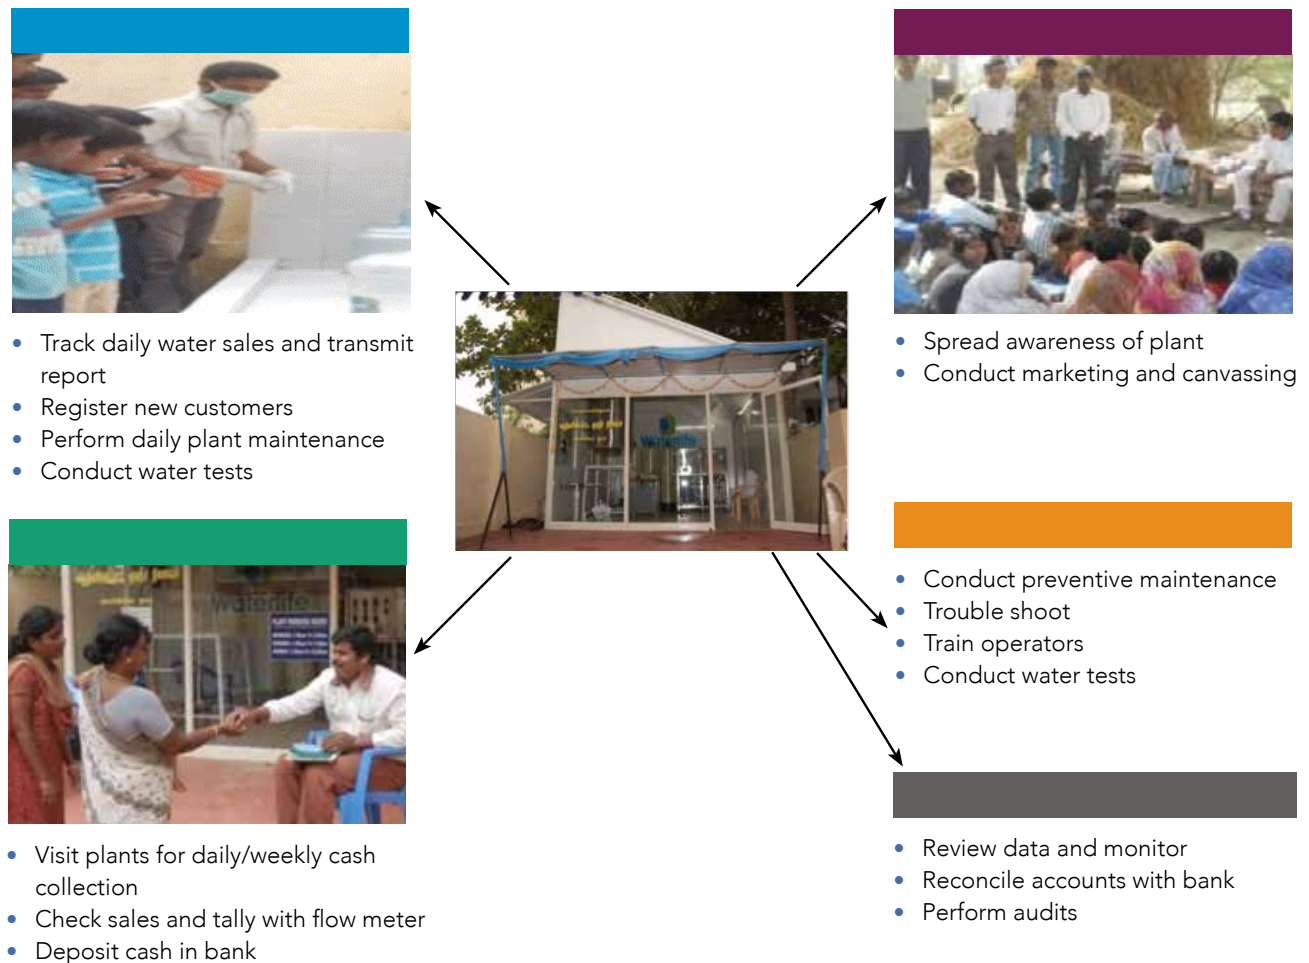 • Track daily water sales and transmit
report
• Register new customers
• Perform daily plant maintenance
• Conduct water tests
• Spread awareness of plant
• Conduct marketing and canvassing
waterlife
• Conduct preventive maintenance
• Trouble shoot
• Train operators
• Conduct water tests
waterlife
• Visit plants for daily/weekly cash
collection
• Check sales and tally with flow meter
• Deposit cash in bank
• Review data and monitor
• Reconcile accounts with bank
• Perform audits